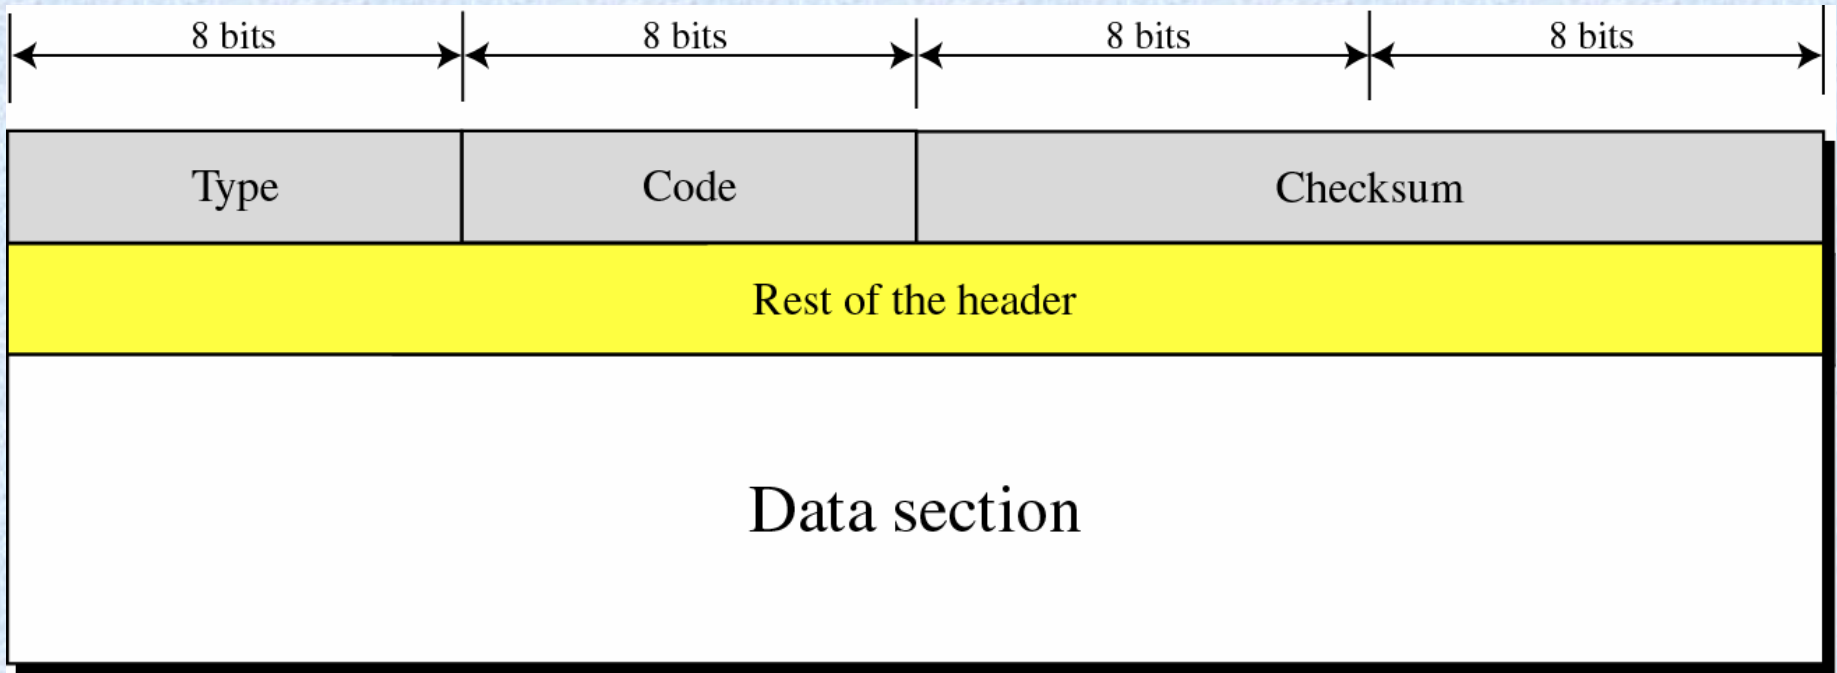 8 bits
8 bits
8 bits
8 bits
Type
Code
Checksum
Rest of the header
Data section